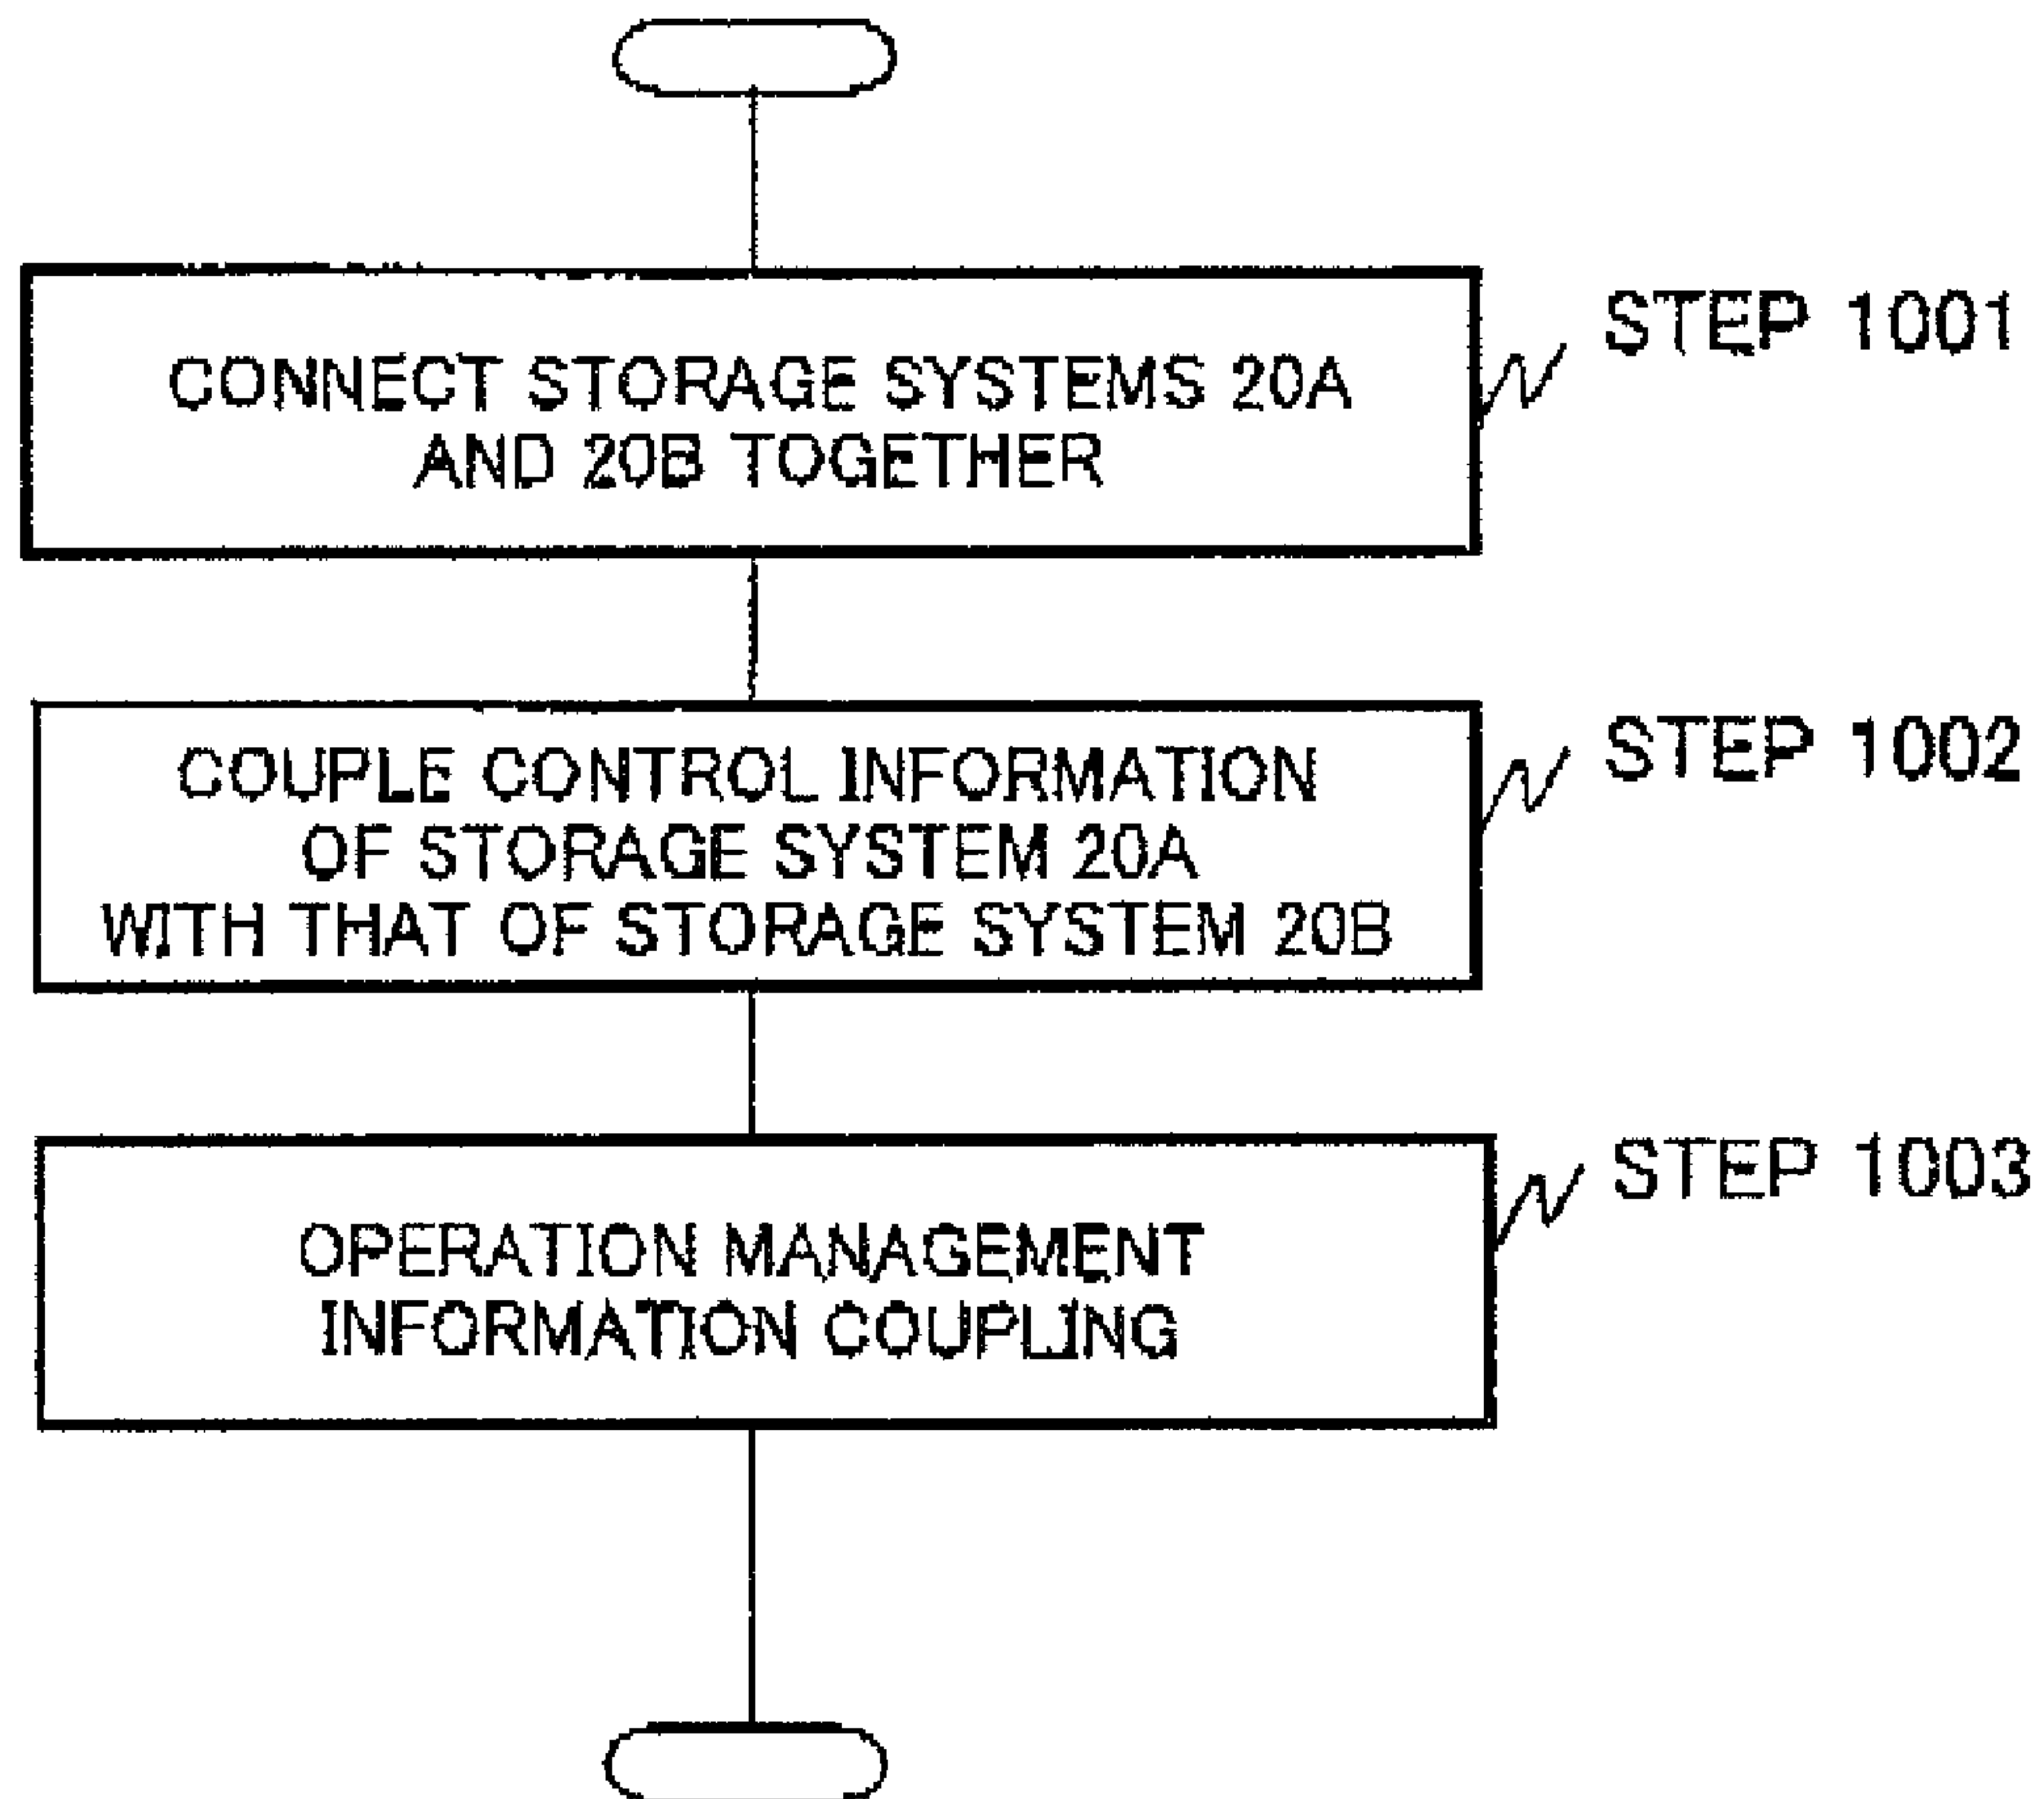 CONNECT STORAGE SYSTEMS 20A
AND 20B TOGETHER
STEP 1001
COUPLE CONTROL INFORMATION
OF STORAGE SYSTEM 20A
WITH THAT OF STORAGE SYSTEM 20B
STEP 1002
OPERATION MANAGEMENT
INFORMATION COUPLING
STEP 1003